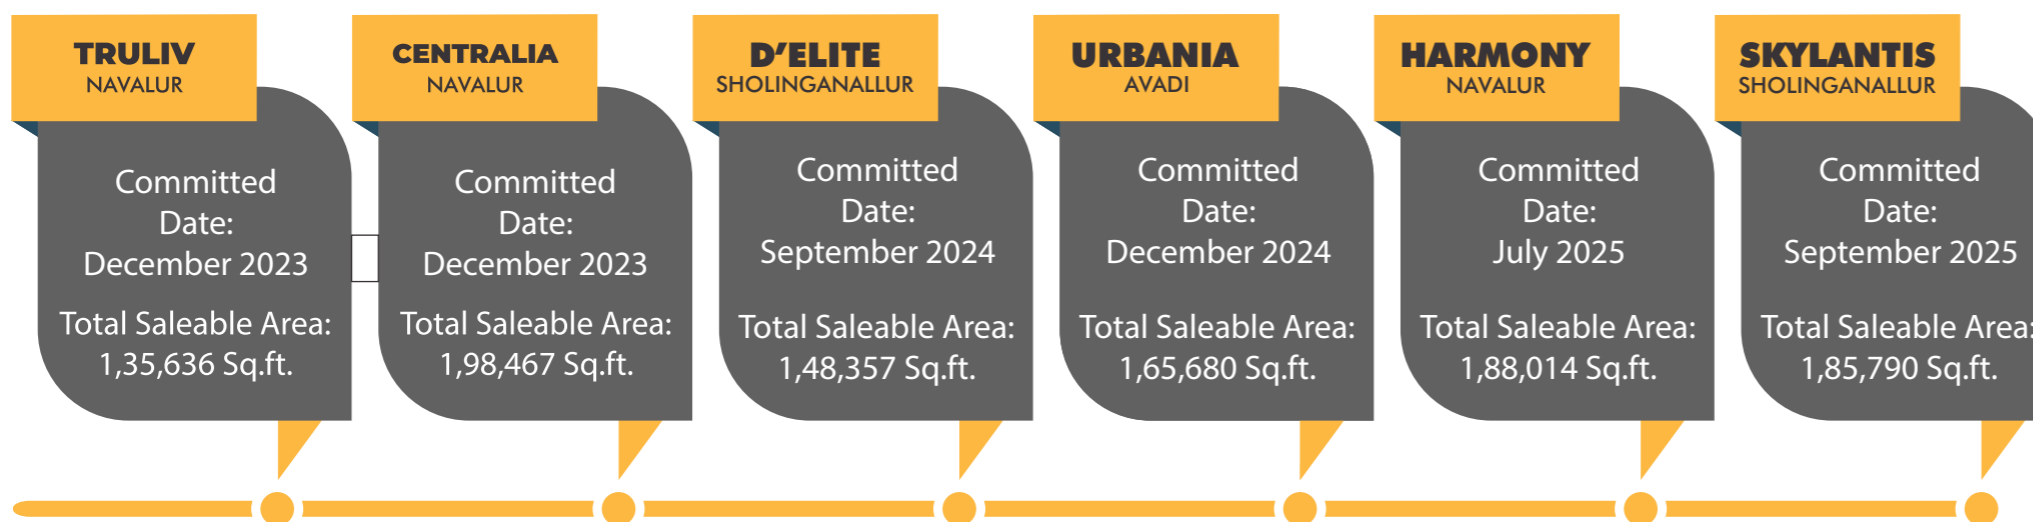 TRULIV
NAVALUR
Committed
Date:
December 2023
Total Saleable Area:
1,35,636 Sq.ft.
CENTRALIA
NAVALUR
Committed
Date:
December 2023
Total Saleable Area:
1,98,467 Sq.ft.
D'ELITE
SHOLINGANALLUR
Committed
Date:
September 2024
Total Saleable Area:
1,48,357 Sq.ft.
URBANIA
AVADI
Committed
Date:
December 2024
Total Saleable Area:
1,65,680 Sq.ft.
HARMONY
NAVALUR
Committed
Date:
July 2025
Total Saleable Area:
1,88,014 Sq.ft.
SKYLANTIS
SHOLINGANALLUR
Committed
Date:
September 2025
Total Saleable Area:
1,85,790 Sq.ft.